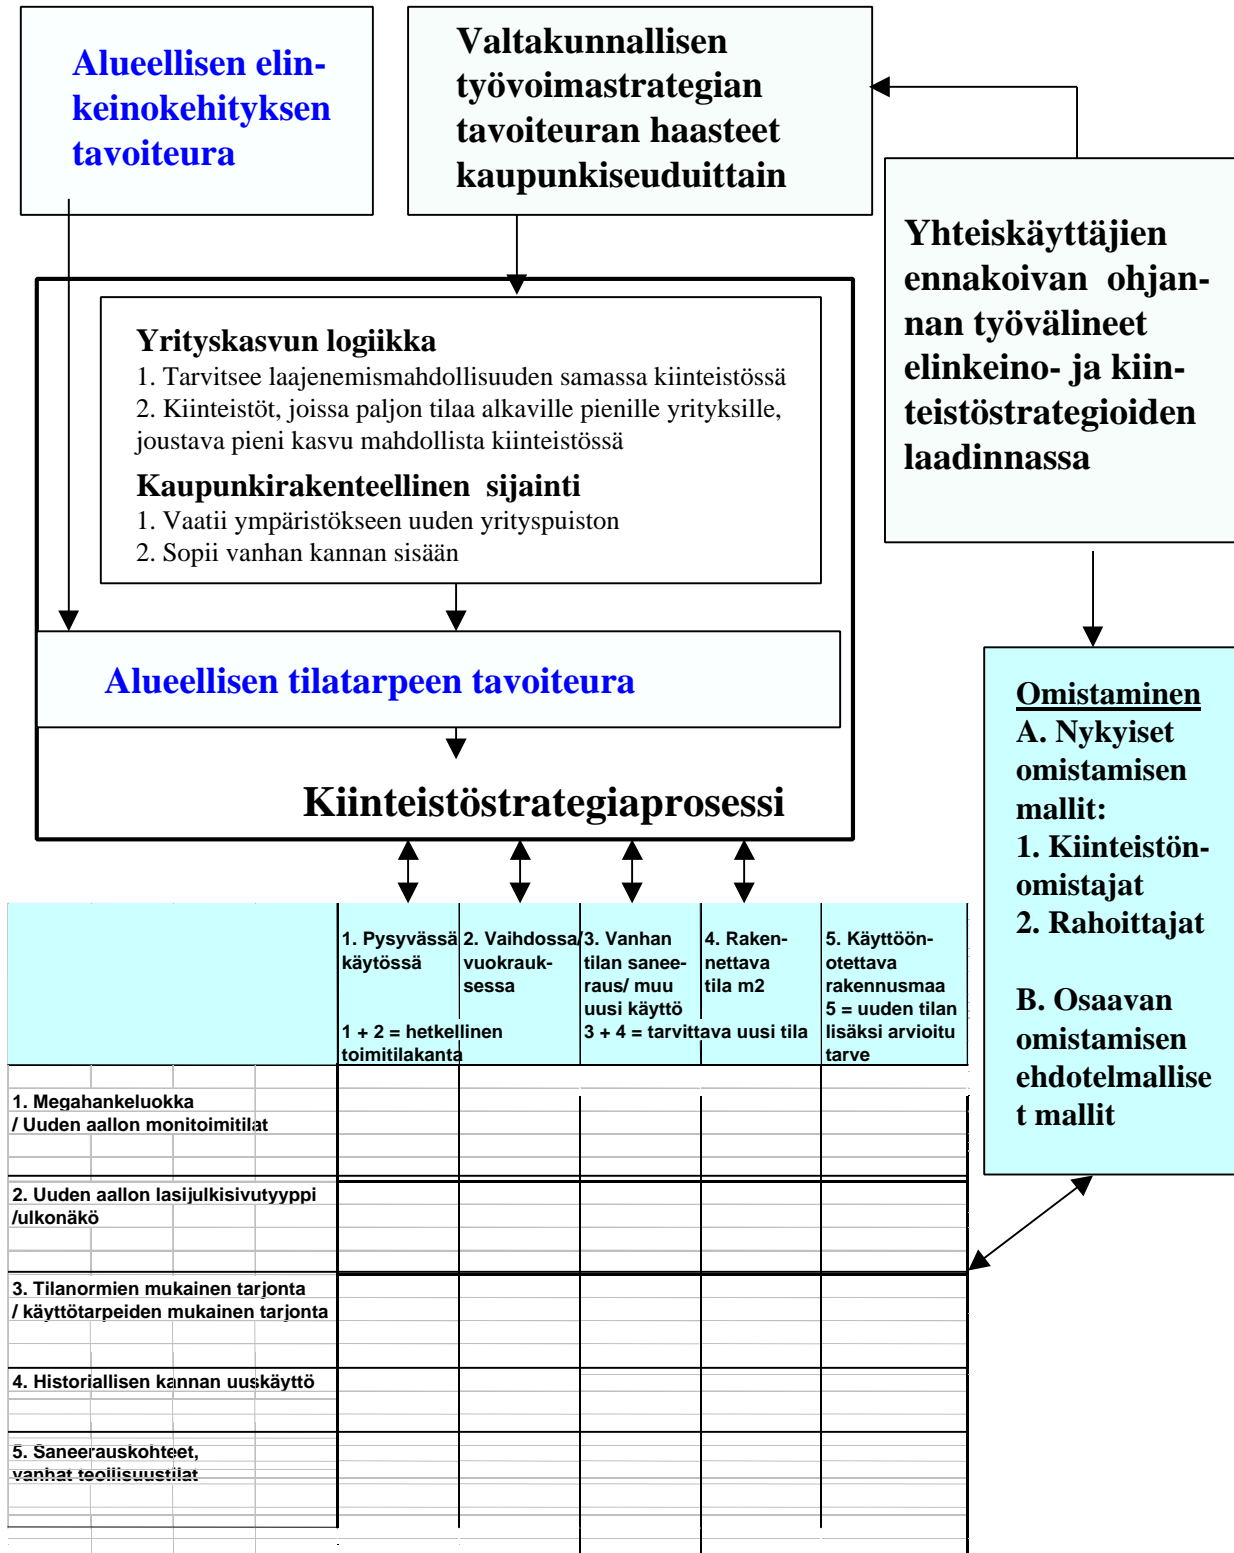 Alueellisen elin-
keinokehityksen
tavoiteura
Valtakunnallisen
työvoimastrategian
tavoiteuran haasteet
kaupunkiseuduittain
Yhteiskäyttäjien
ennakoivan ohjan-
nan työvälineet
elinkeino- ja kiin-
teistöstrategioiden
laadinnassa
Yrityskasvun logiikka
1. Tarvitsee laajenemismahdollisuuden samassa kiinteistössä
2. Kiinteistöt, joissa paljon tilaa alkaville pienille yrityksille,
joustava pieni kasvu mahdollista kiinteistössä
Kaupunkirakenteellinen sijainti
1. Vaatii ympäristökseen uuden yrityspuiston
2. Sopii vanhan kannan sisään
Alueellisen tilatarpeen tavoiteura
Kiinteistöstrategiaprosessi
Omistaminen
A. Nykyiset
omistamisen
mallit:
1. Kiinteistön-
omistajat
2. Rahoittajat
B. Osaavan
omistamisen
ehdotelmallise
t mallit
1. Pysyvässä
käytössä
1 + 2 = hetkellinen
toimitilakanta
2. Vaihdossa/
vuokrauk-
sessa
3. Vanhan
tilan sanee-
raus/ muu
uusi käyttö
3 + 4 = tarvittava uusi tila
4. Raken-
nettava
tila m2
5. Käyttöön-
otettava
rakennusmaa
5 = uuden tilan
lisäksi arvioitu
tarve
1. Megahankeluokka
/ Uuden aallon monitoimitilat
2. Uuden aallon lasijulkisivutyyppi
/ulkonäkö
3. Tilanormien mukainen tarjonta
/ käyttötarpeiden mukainen tarjonta
4. Historiallisen kannan uuskäyttö
5. Saneerauskohteet,
vanhat teollisuustilat